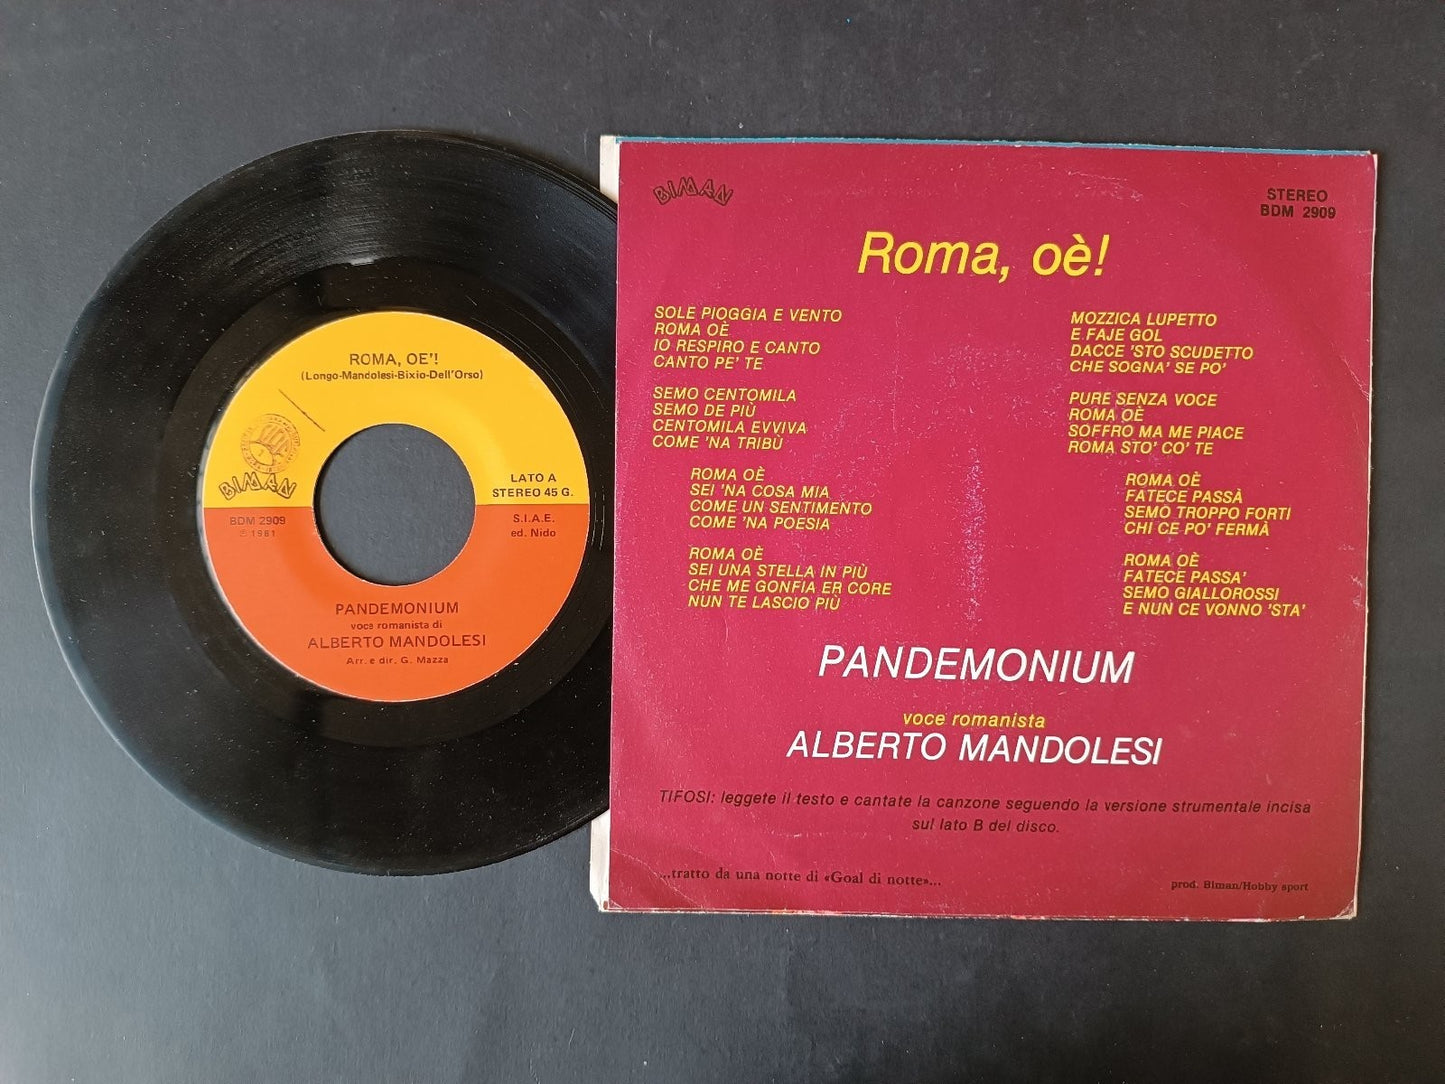 ROMA, OE'!
(Longo-Mandolesi-Bixio-Dell'Orso)
BIMAN
LATO A
STEREO 45 G.
BDM 2909
℗ 1981
S.I.A.E.
ed. Nido
PANDEMONIUM
voce romanista di
ALBERTO MANDOLESI
Arr. e dir. G. Mazza
BIMAN
STEREO
BDM 2909
Roma, oè!
SOLE PIOGGIA E VENTO
ROMA OÈ
IO RESPIRO E CANTO
CANTO PE' TE
SEMO CENTOMILA
SEMO DE PIÙ
CENTOMILA EVVIVA
COME 'NA TRIBÙ
ROMA OÈ
SEI 'NA COSA MIA
COME UN SENTIMENTO
COME 'NA POESIA
ROMA OÈ
SEI UNA STELLA IN PIÙ
CHE ME GONFIA ER CORE
NUN TE LASCIO PIÙ
MOZZICA LUPETTO
E FAJE GOL
DACCE 'STO SCUDETTO
CHE SOGNA' SE PO'
PURE SENZA VOCE
ROMA OÈ
SOFFRO MA ME PIACE
ROMA STO' CO' TE
ROMA OÈ
FATECE PASSÀ
SEMO TROPPO FORTI
CHI CE PO' FERMÀ
ROMA OÈ
FATECE PASSA'
SEMO GIALLOROSSI
E NUN CE VONNO 'STA'
PANDEMONIUM
voce romanista
ALBERTO MANDOLESI
TIFOSI: leggete il testo e cantate la canzone seguendo la versione strumentale incisa
sul lato B del disco.
...tratto da una notte di «Goal di notte»...
prod. Biman/Hobby sport